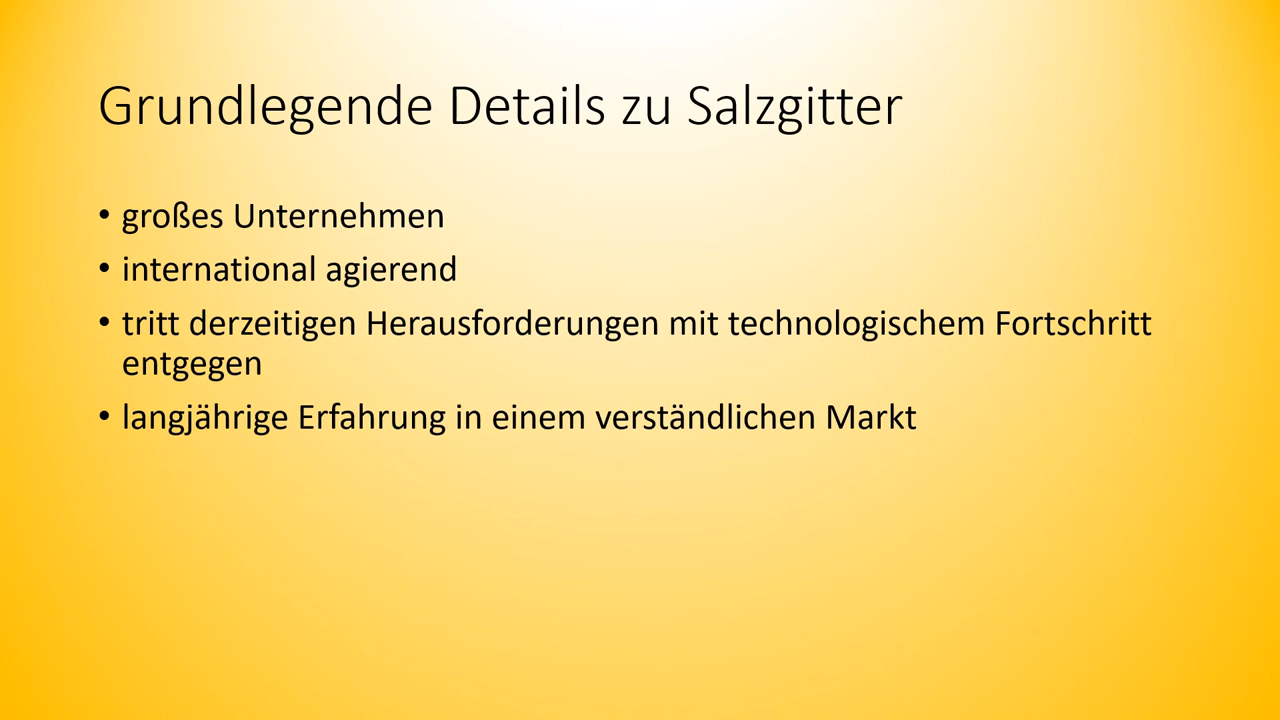 Grundlegende Details zu Salzgitter
• großes Unternehmen
• international agierend
• tritt derzeitigen Herausforderungen mit technologischem Fortschritt
entgegen
• langjährige Erfahrung in einem verständlichen Markt